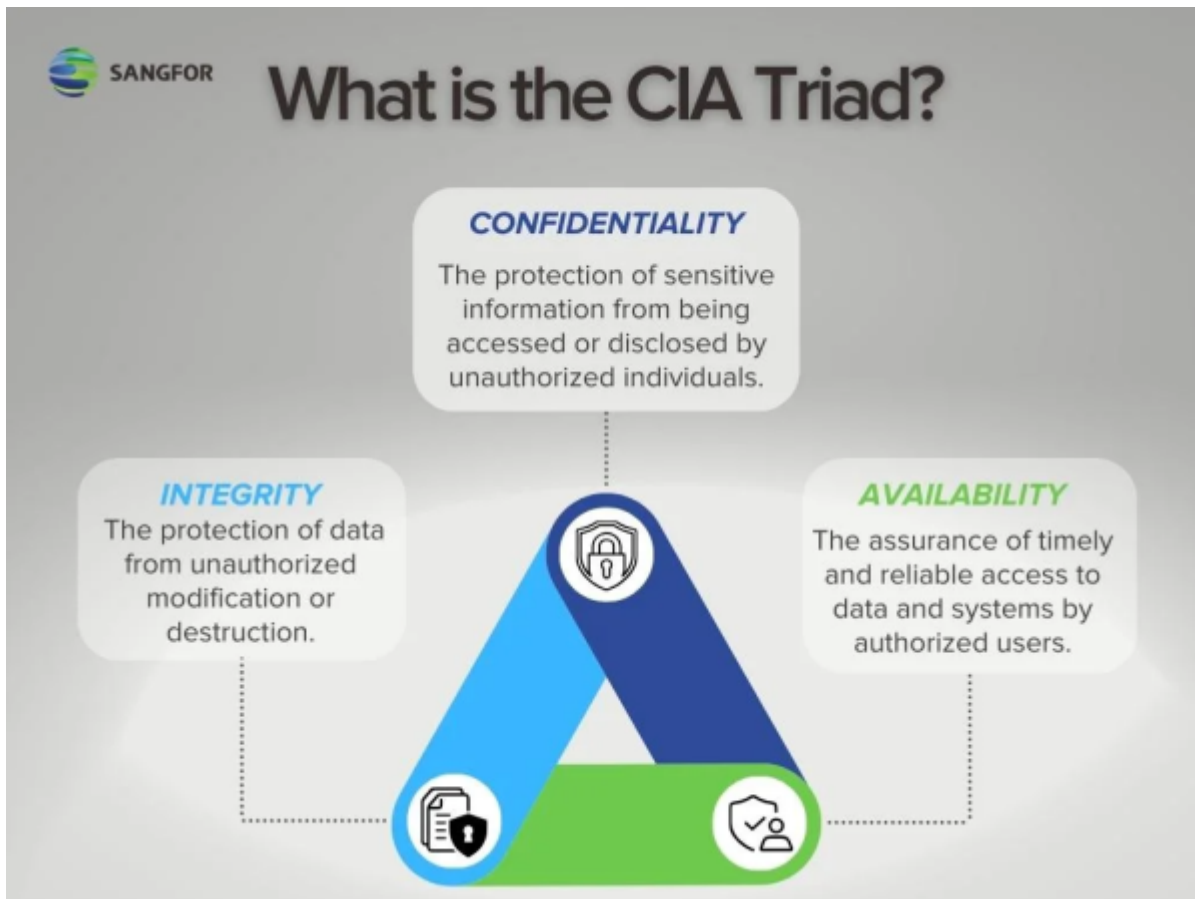 SANGFOR
What is the CIA Triad?
CONFIDENTIALITY
The protection of sensitive
information from being
accessed or disclosed by
unauthorized individuals.
INTEGRITY
The protection of data
from unauthorized
modification or
destruction.
AVAILABILITY
The assurance of timely
and reliable access to
data and systems by
authorized users.